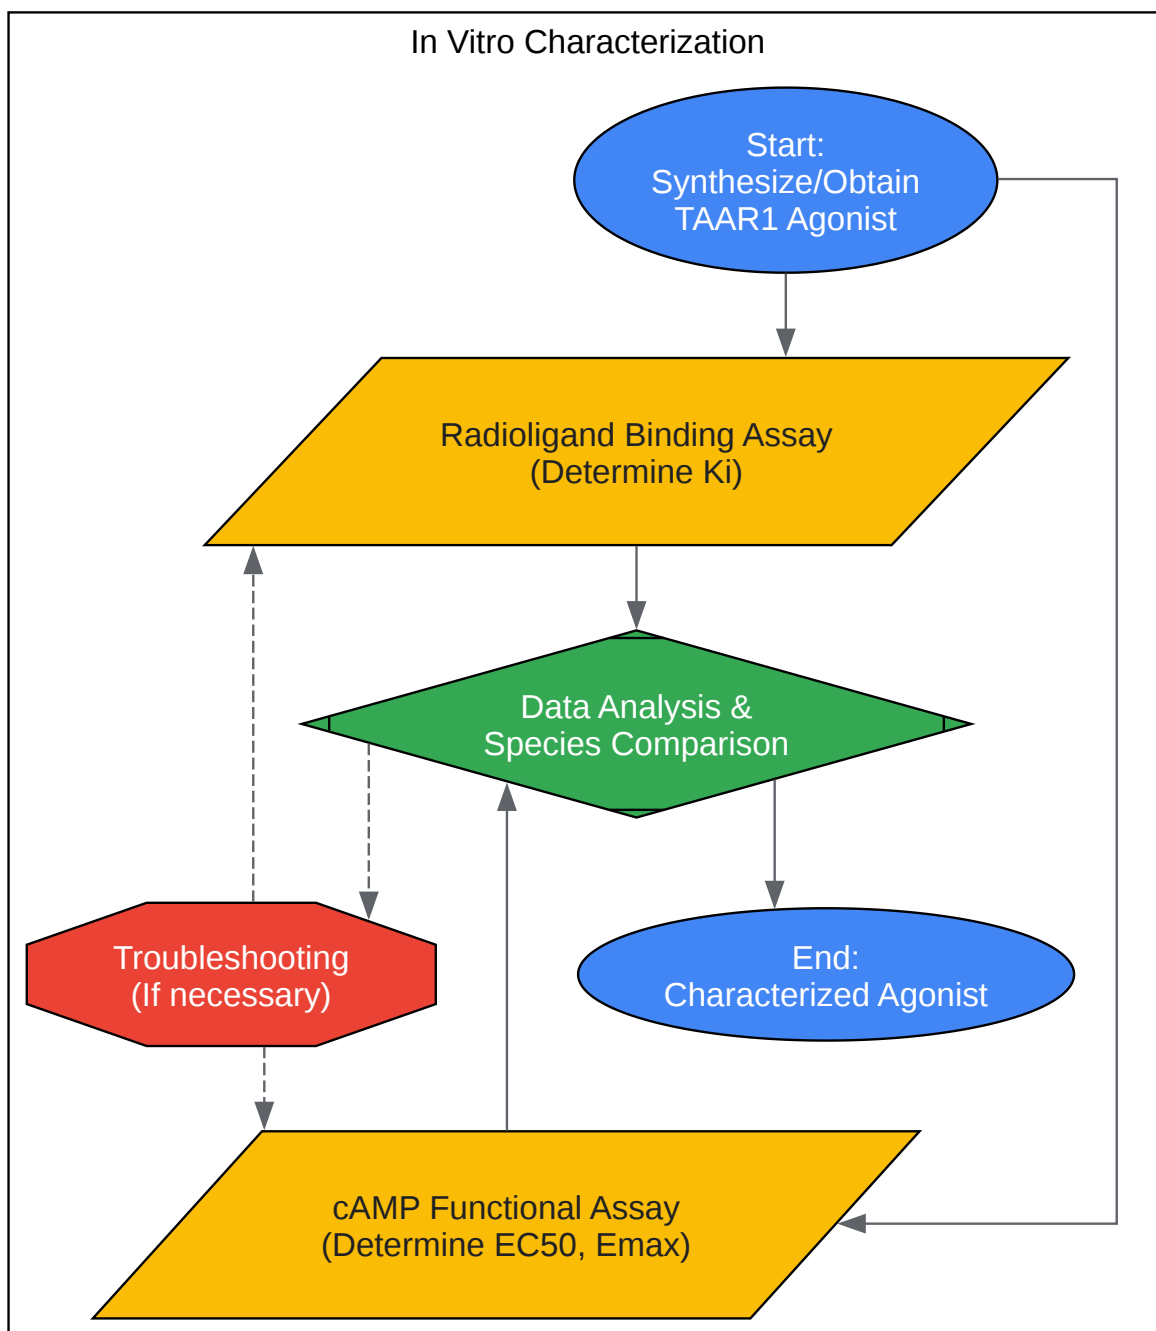 In Vitro Characterization
Start:
Synthesize/Obtain
TAAR1 Agonist
Radioligand Binding Assay
(Determine Ki)
Data Analysis &
Species Comparison
Troubleshooting
(If necessary)
End:
Characterized Agonist
cAMP Functional Assay
(Determine EC50, Emax)